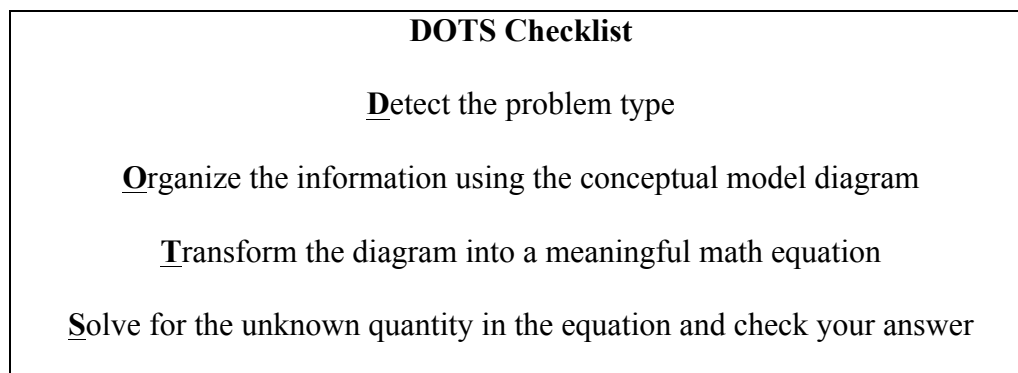 DOTS Checklist
Detect the problem type
Organize the information using the conceptual model diagram
Transform the diagram into a meaningful math equation
Solve for the unknown quantity in the equation and check your answer